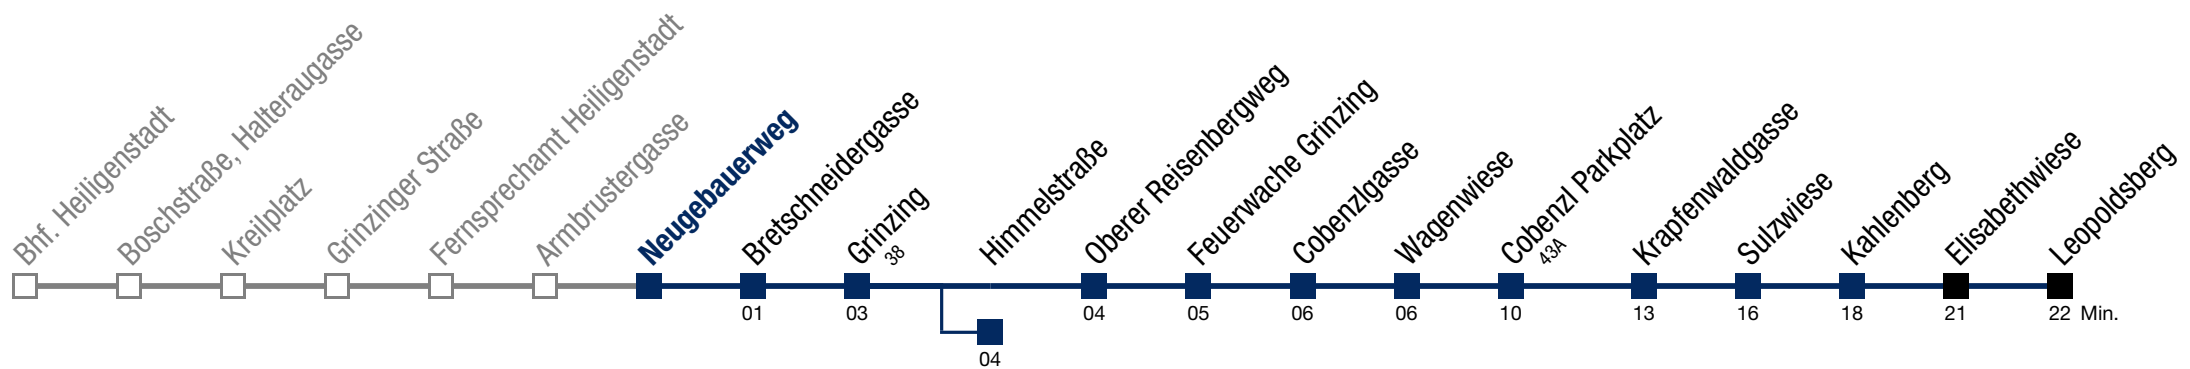 Bhf. Heiligenstadt
Boschstraße, Halteraugasse
Kreilplatz
Grinzinger Straße
Fernsprechamt Heiligenstadt
Armbrustergasse
Neugebauerweg
Bretschneidergasse
Grinzing
38
Himmelstraße
Oberer Reisenbergweg
Feuerwache Grinzing
Cobenzlgasse
Wagenwiese
Cobenzl Parkplatz
43A
Krapfenwaldgasse
Sulzwiese
Kahlenberg
Elisabethwiese
Leopoldsberg
01 03 04 05 06 06 10 13 16 18 21 22 Min.
04